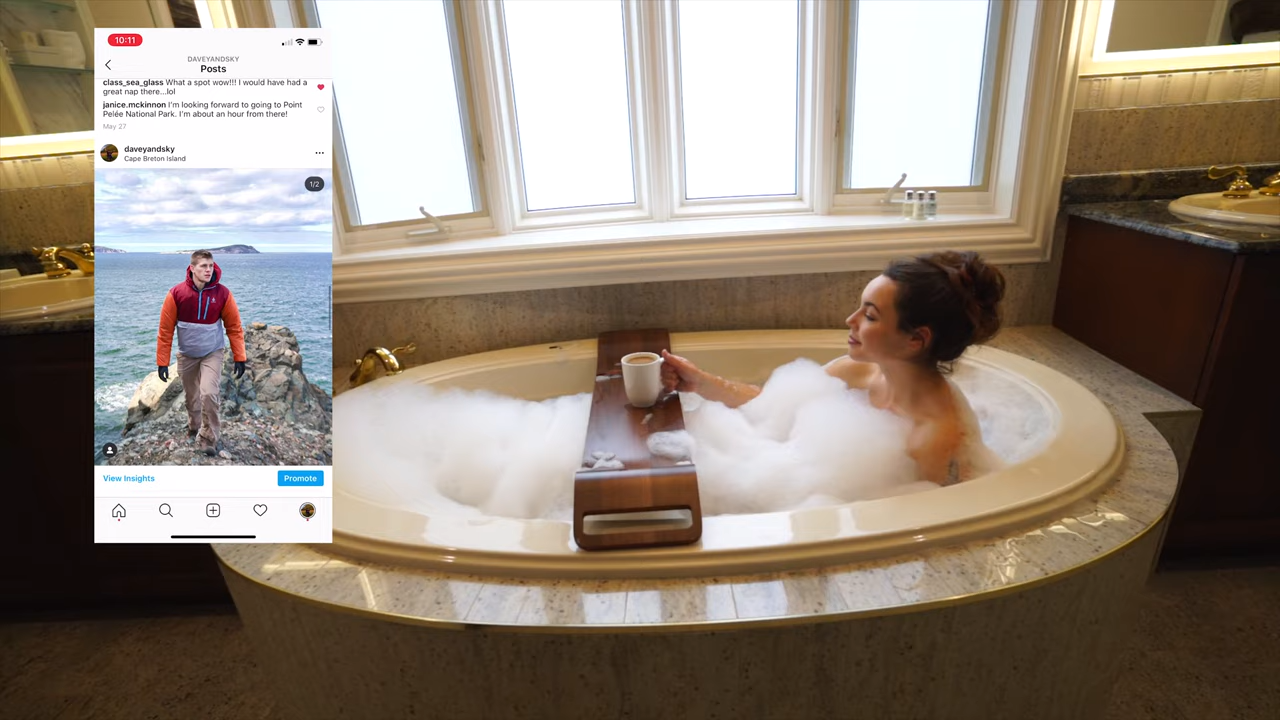 10:11
DAVEYANDSKY
Posts
class_sea_glass What a spot wow!!! I would have had a
great nap there...lol
janice.mckinnon I'm looking forward to going to Point
Pelée National Park. I'm about an hour from there!
May 27
daveyandsky
Cape Breton Island
1/2
View Insights
Promote